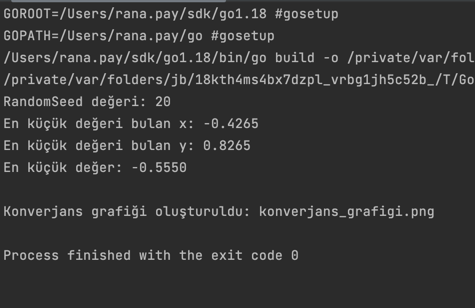 GOROOT=/Users/rana.pay/sdk/go1.18 #gosetup
GOPATH=/Users/rana.pay/go #gosetup
/Users/rana.pay/sdk/go1.18/bin/go build -o /private/var/fol
/private/var/folders/jb/18kth4ms4bx7dzpl_vrbg1jh5c52b_/T/Go
RandomSeed değeri: 20
En küçük değeri bulan x: -0.4265
En küçük değeri bulan y: 0.8265
En küçük değer: -0.5550
Konverjans grafiği oluşturuldu: konverjans_grafigi.png
Process finished with the exit code 0